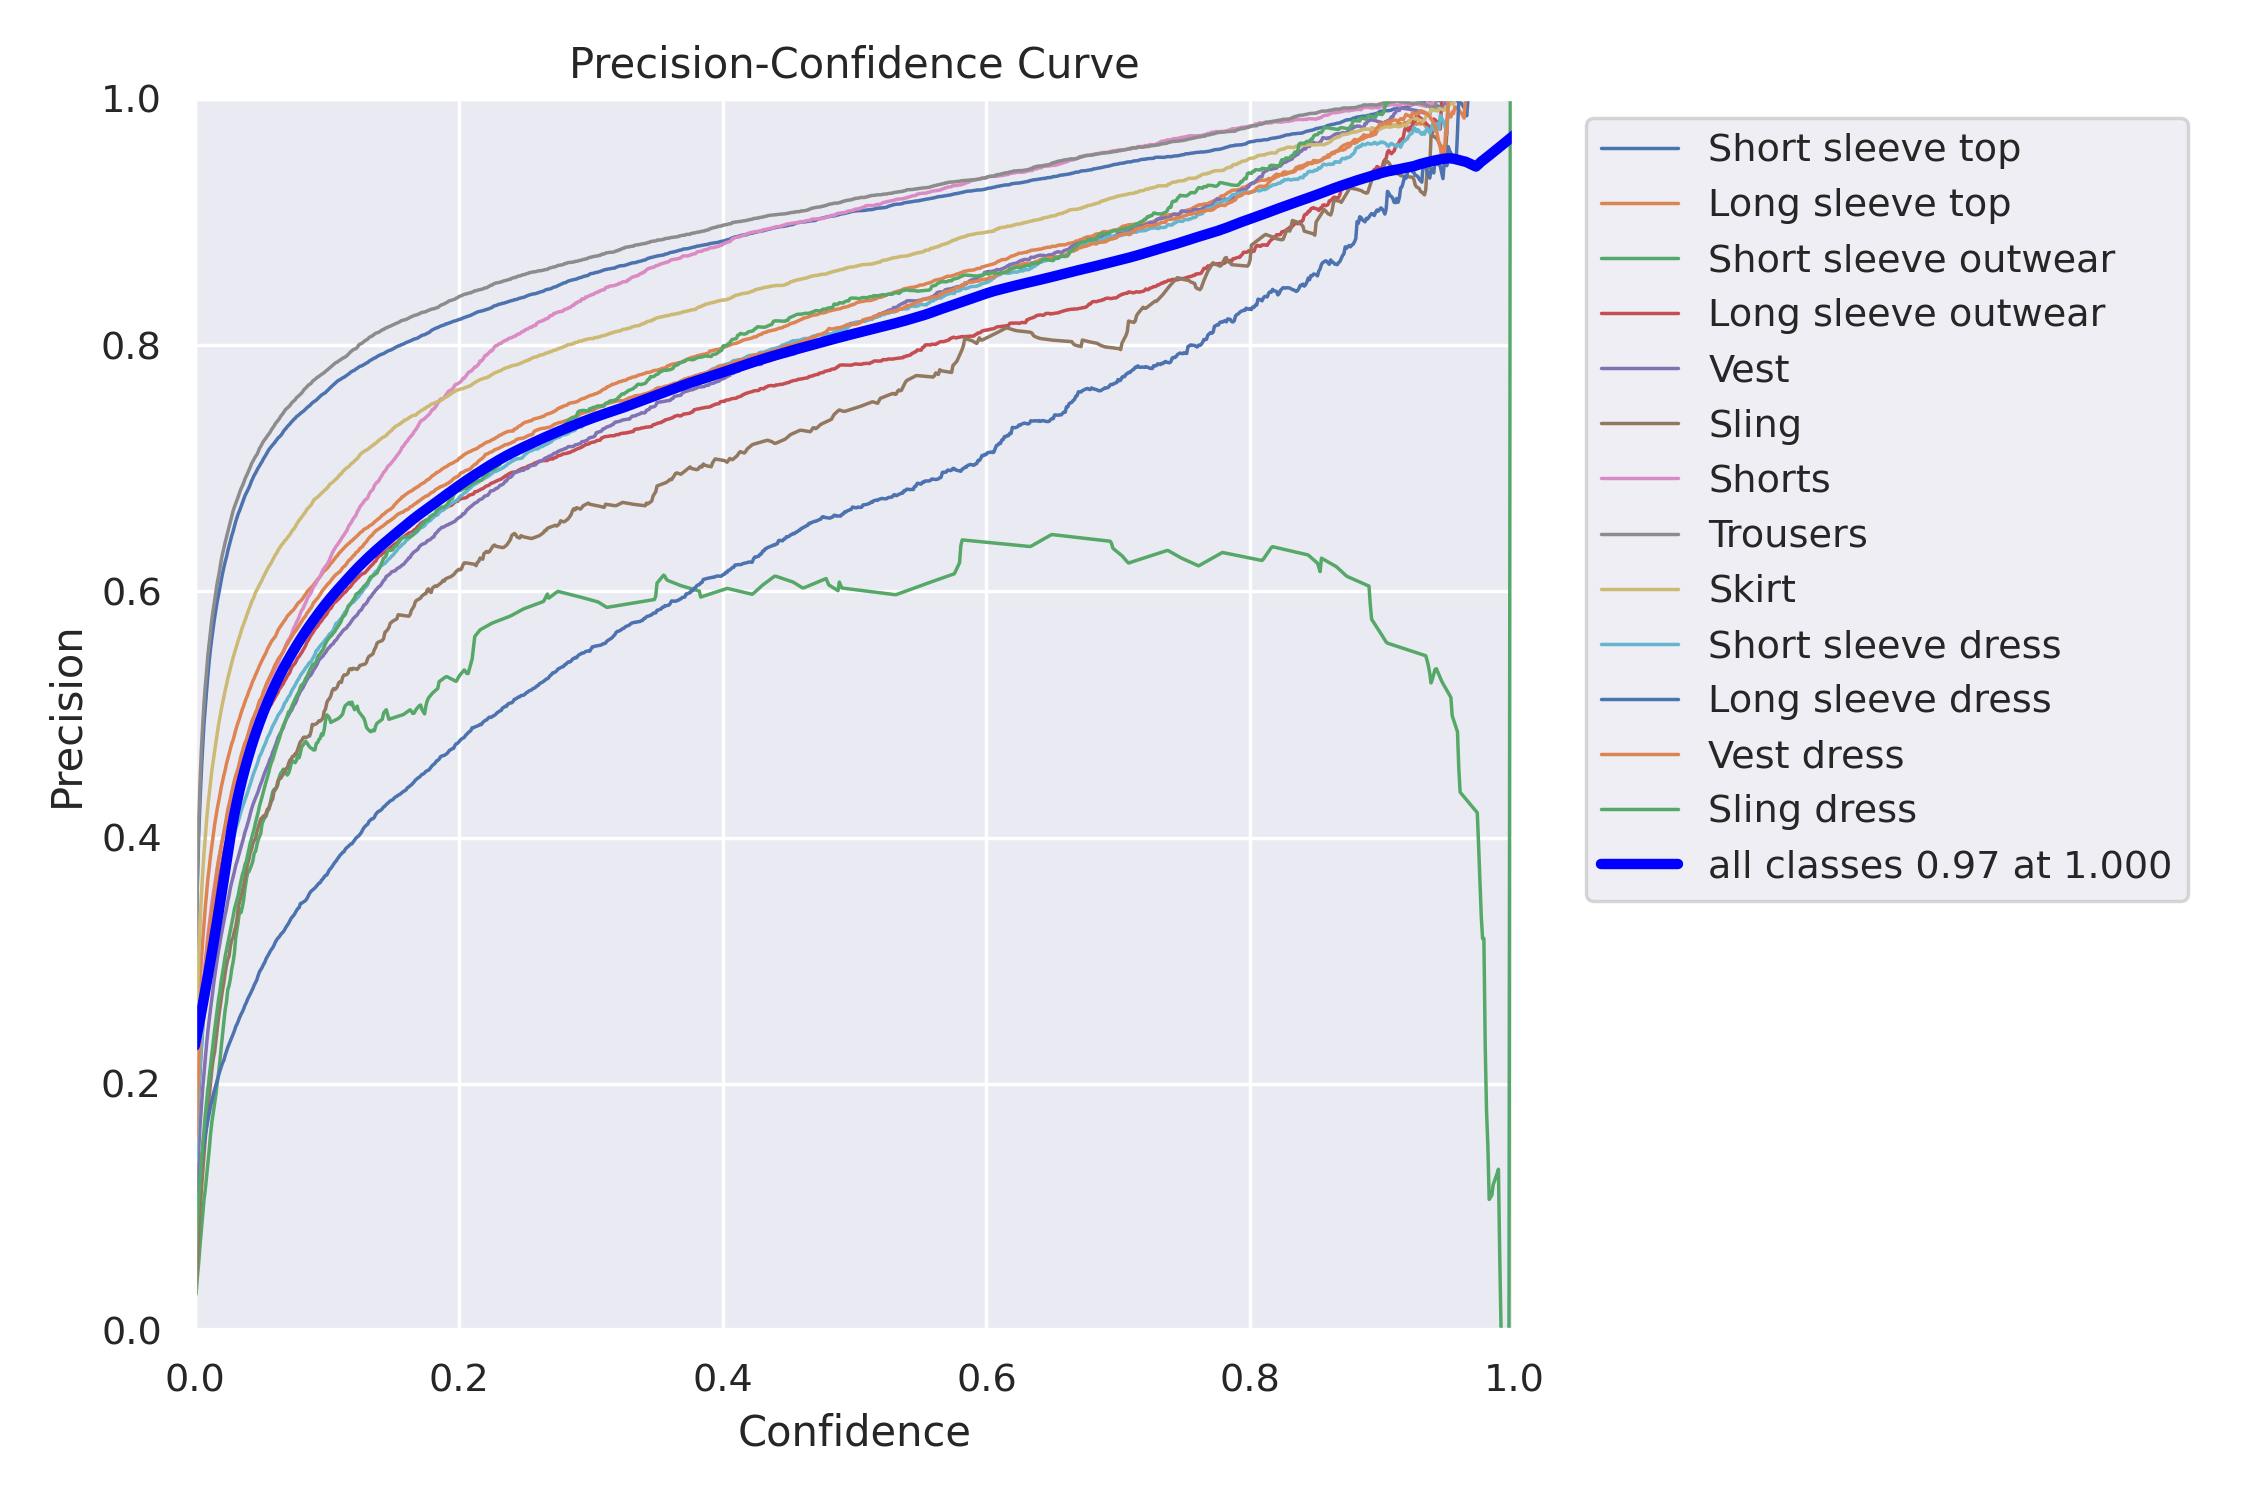 Precision-Confidence Curve
1.0
0.8
0.6
0.4
0.2
0.0
Precision
0.0 0.2 0.4 0.6 0.8 1.0
Confidence
Short sleeve top
Long sleeve top
Short sleeve outwear
Long sleeve outwear
Vest
Sling
Shorts
Trousers
Skirt
Short sleeve dress
Long sleeve dress
Vest dress
Sling dress
all classes 0.97 at 1.000